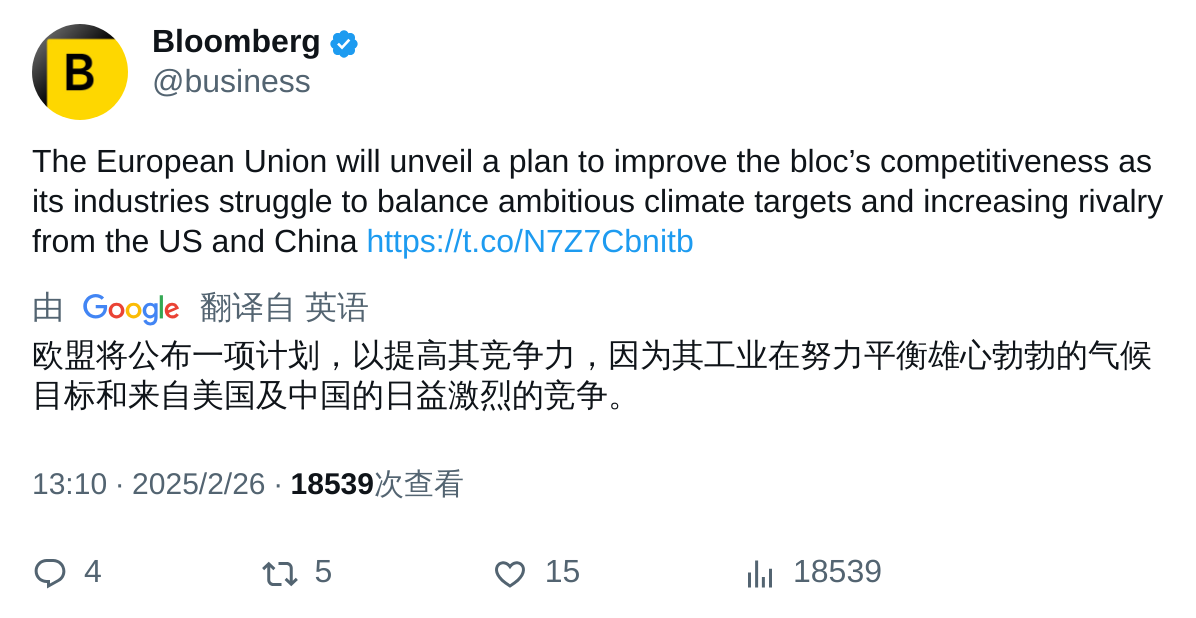 B
Bloomberg
@business
The European Union will unveil a plan to improve the bloc’s competitiveness as
its industries struggle to balance ambitious climate targets and increasing rivalry
from the US and China https://t.co/N7Z7Cbnitb
由 Google 翻译自 英语
欧盟将公布一项计划，以提高其竞争力，因为其工业在努力平衡雄心勃勃的气候
目标和来自美国及中国的日益激烈的竞争。
13:10 · 2025/2/26 · 18539次查看
4 5 15 18539